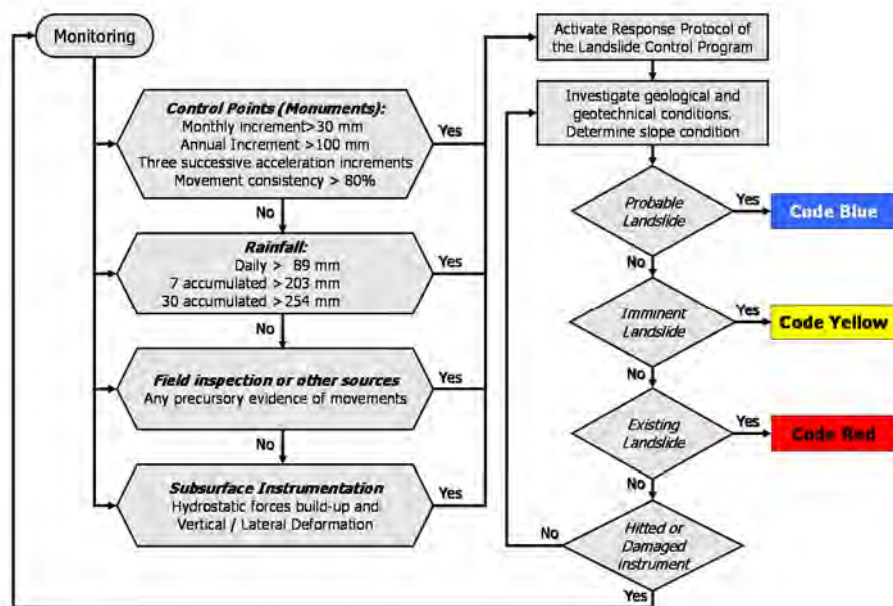 Monitoring
Control Points (Monuments):
Monthly increment>30 mm
Annual Increment >100 mm
Three successive acceleration increments
Movement consistency > 80%
Yes
No
Rainfall:
Daily > 89 mm
7 accumulated >203 mm
30 accumulated >254 mm
Yes
No
Field inspection or other sources
Any precursory evidence of movements
Yes
No
Subsurface Instrumentation
Hydrostatic forces build-up and
Vertical / Lateral Deformation
Yes
Activate Response Protocol of
the Landslide Control Program
Investigate geological and
geotechnical conditions.
Determine slope condition
Probable
Landslide
Yes
Code Blue
No
Imminent
Landslide
Yes
Code Yellow
No
Existing
Landslide
Yes
Code Red
No
Hitted or
Damaged
instrument
No
Yes